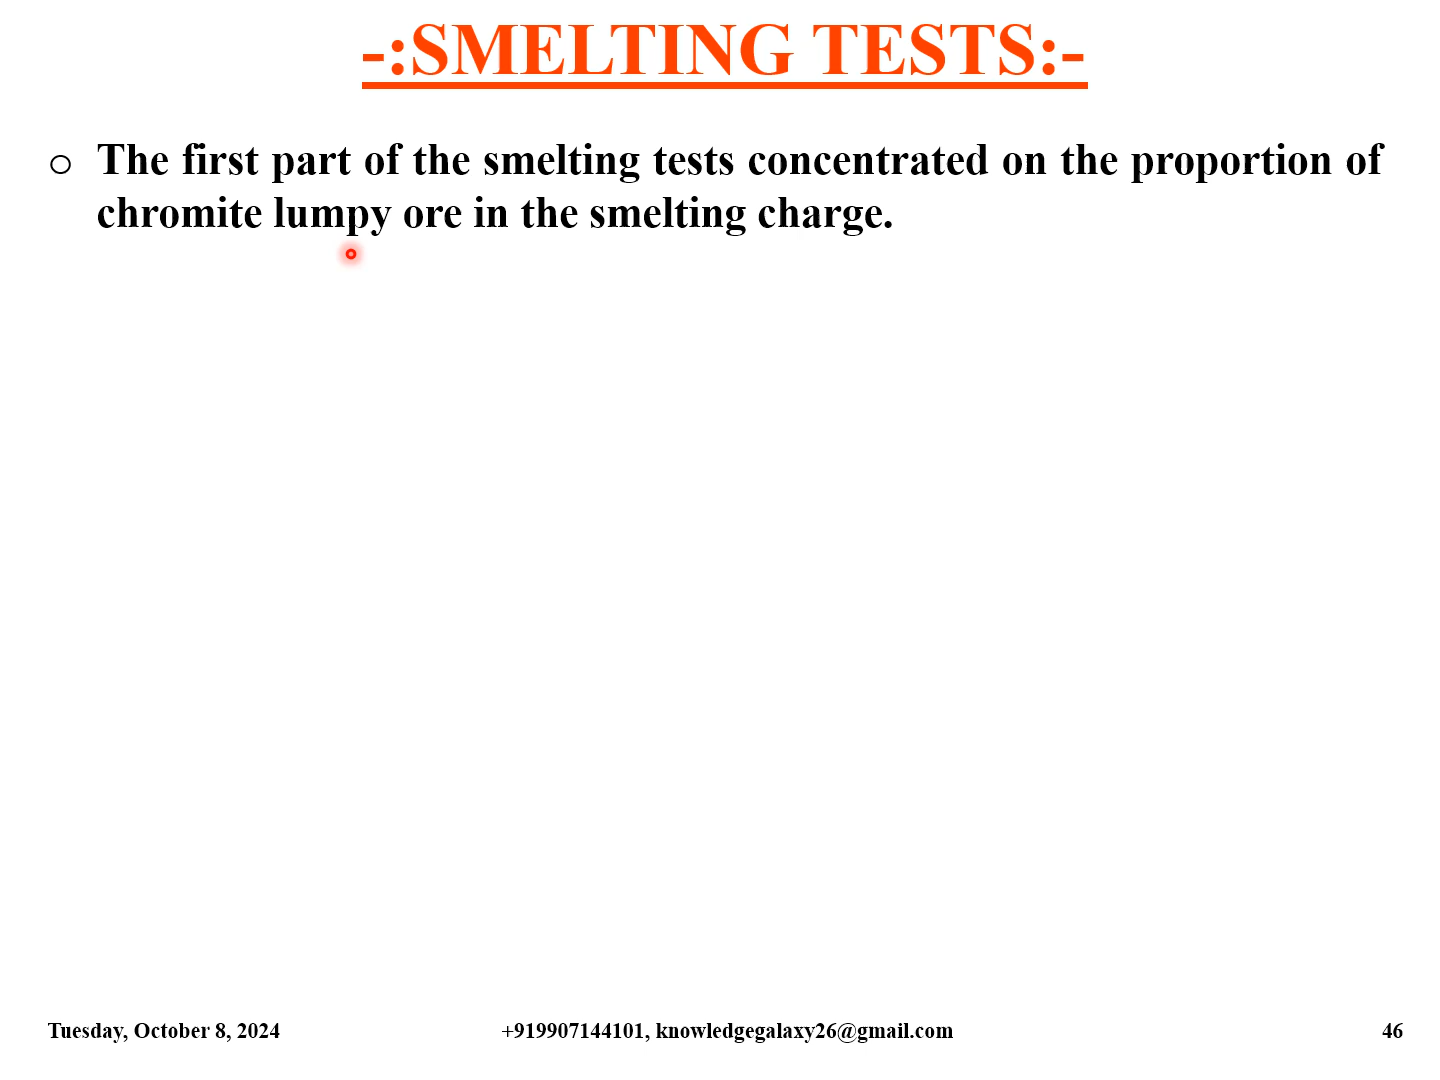 -:SMELTING TESTS:-
The first part of the smelting tests concentrated on the proportion of
chromite lumpy ore in the smelting charge.
Tuesday, October 8, 2024
+919907144101, knowledgegalaxy26@gmail.com
46